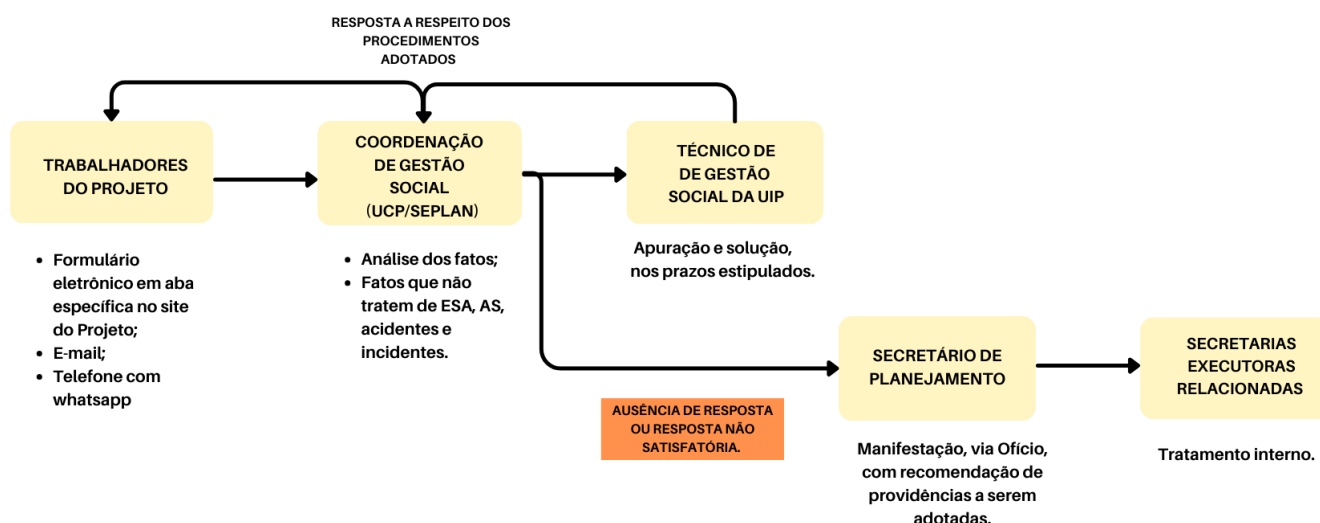 RESPOSTA A RESPEITO DOS
PROCEDIMENTOS
ADOTADOS
TRABALHADORES
DO PROJETO
COORDENAÇÃO
DE GESTÃO
SOCIAL
(UCP/SEPLAN)
TÉCNICO DE
DE GESTÃO
SOCIAL DA UIP
• Formulário
eletrônico em aba
específica no site
do Projeto;
• E-mail;
• Telefone com
whatsapp
• Análise dos fatos;
• Fatos que não
tratem de ESA, AS,
acidentes e
incidentes.
Apuração e solução,
nos prazos estipulados.
AUSÊNCIA DE RESPOSTA
OU RESPOSTA NÃO
SATISFATÓRIA.
SECRETÁRIO DE
PLANEJAMENTO
SECRETARIAS
EXECUTORAS
RELACIONADAS
Manifestação, via Ofício,
com recomendação de
providências a serem
adotadas.
Tratamento interno.